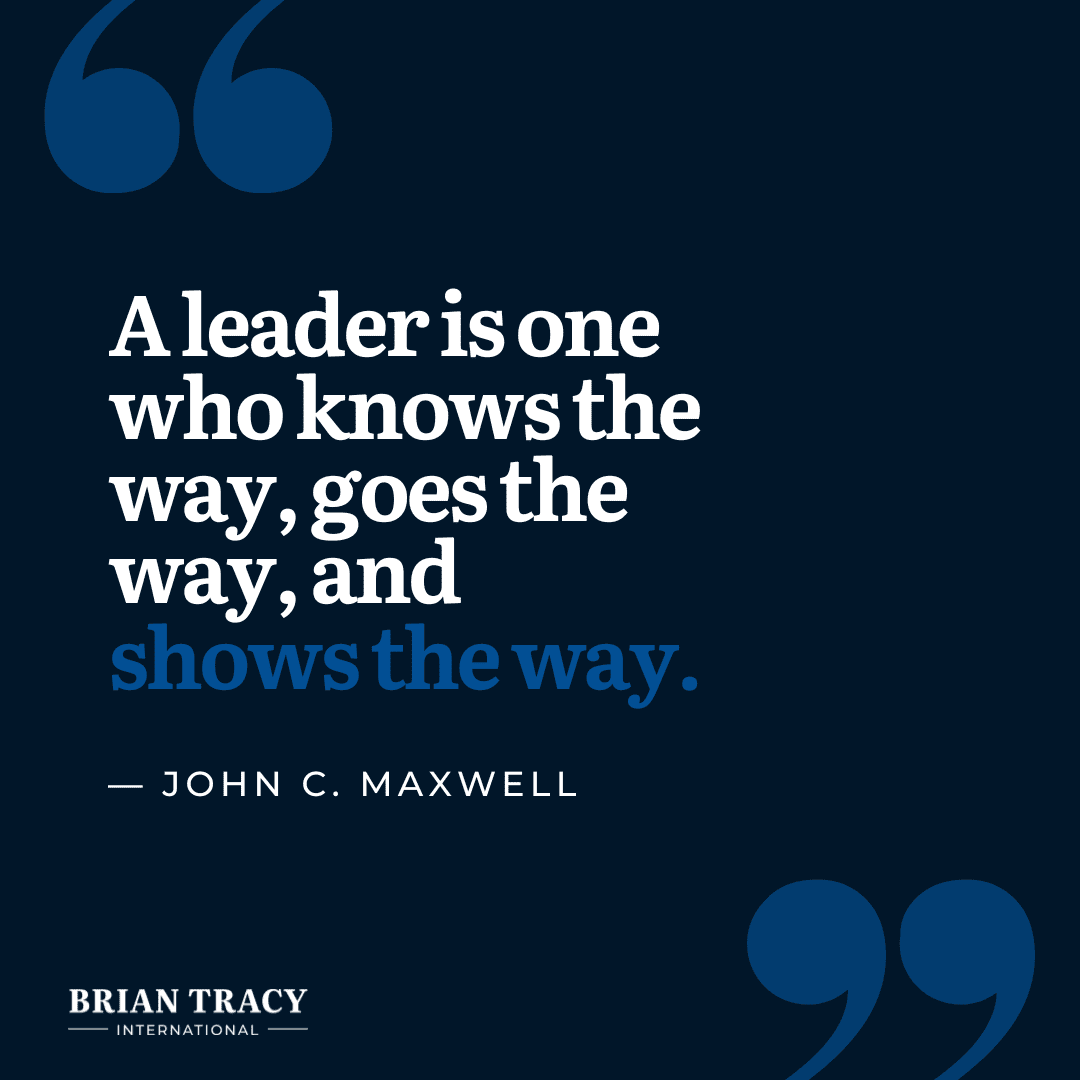 A leader is one
who knows the
way, goes the
way, and
shows the way.
— JOHN C. MAXWELL
BRIAN TRACY
INTERNATIONAL